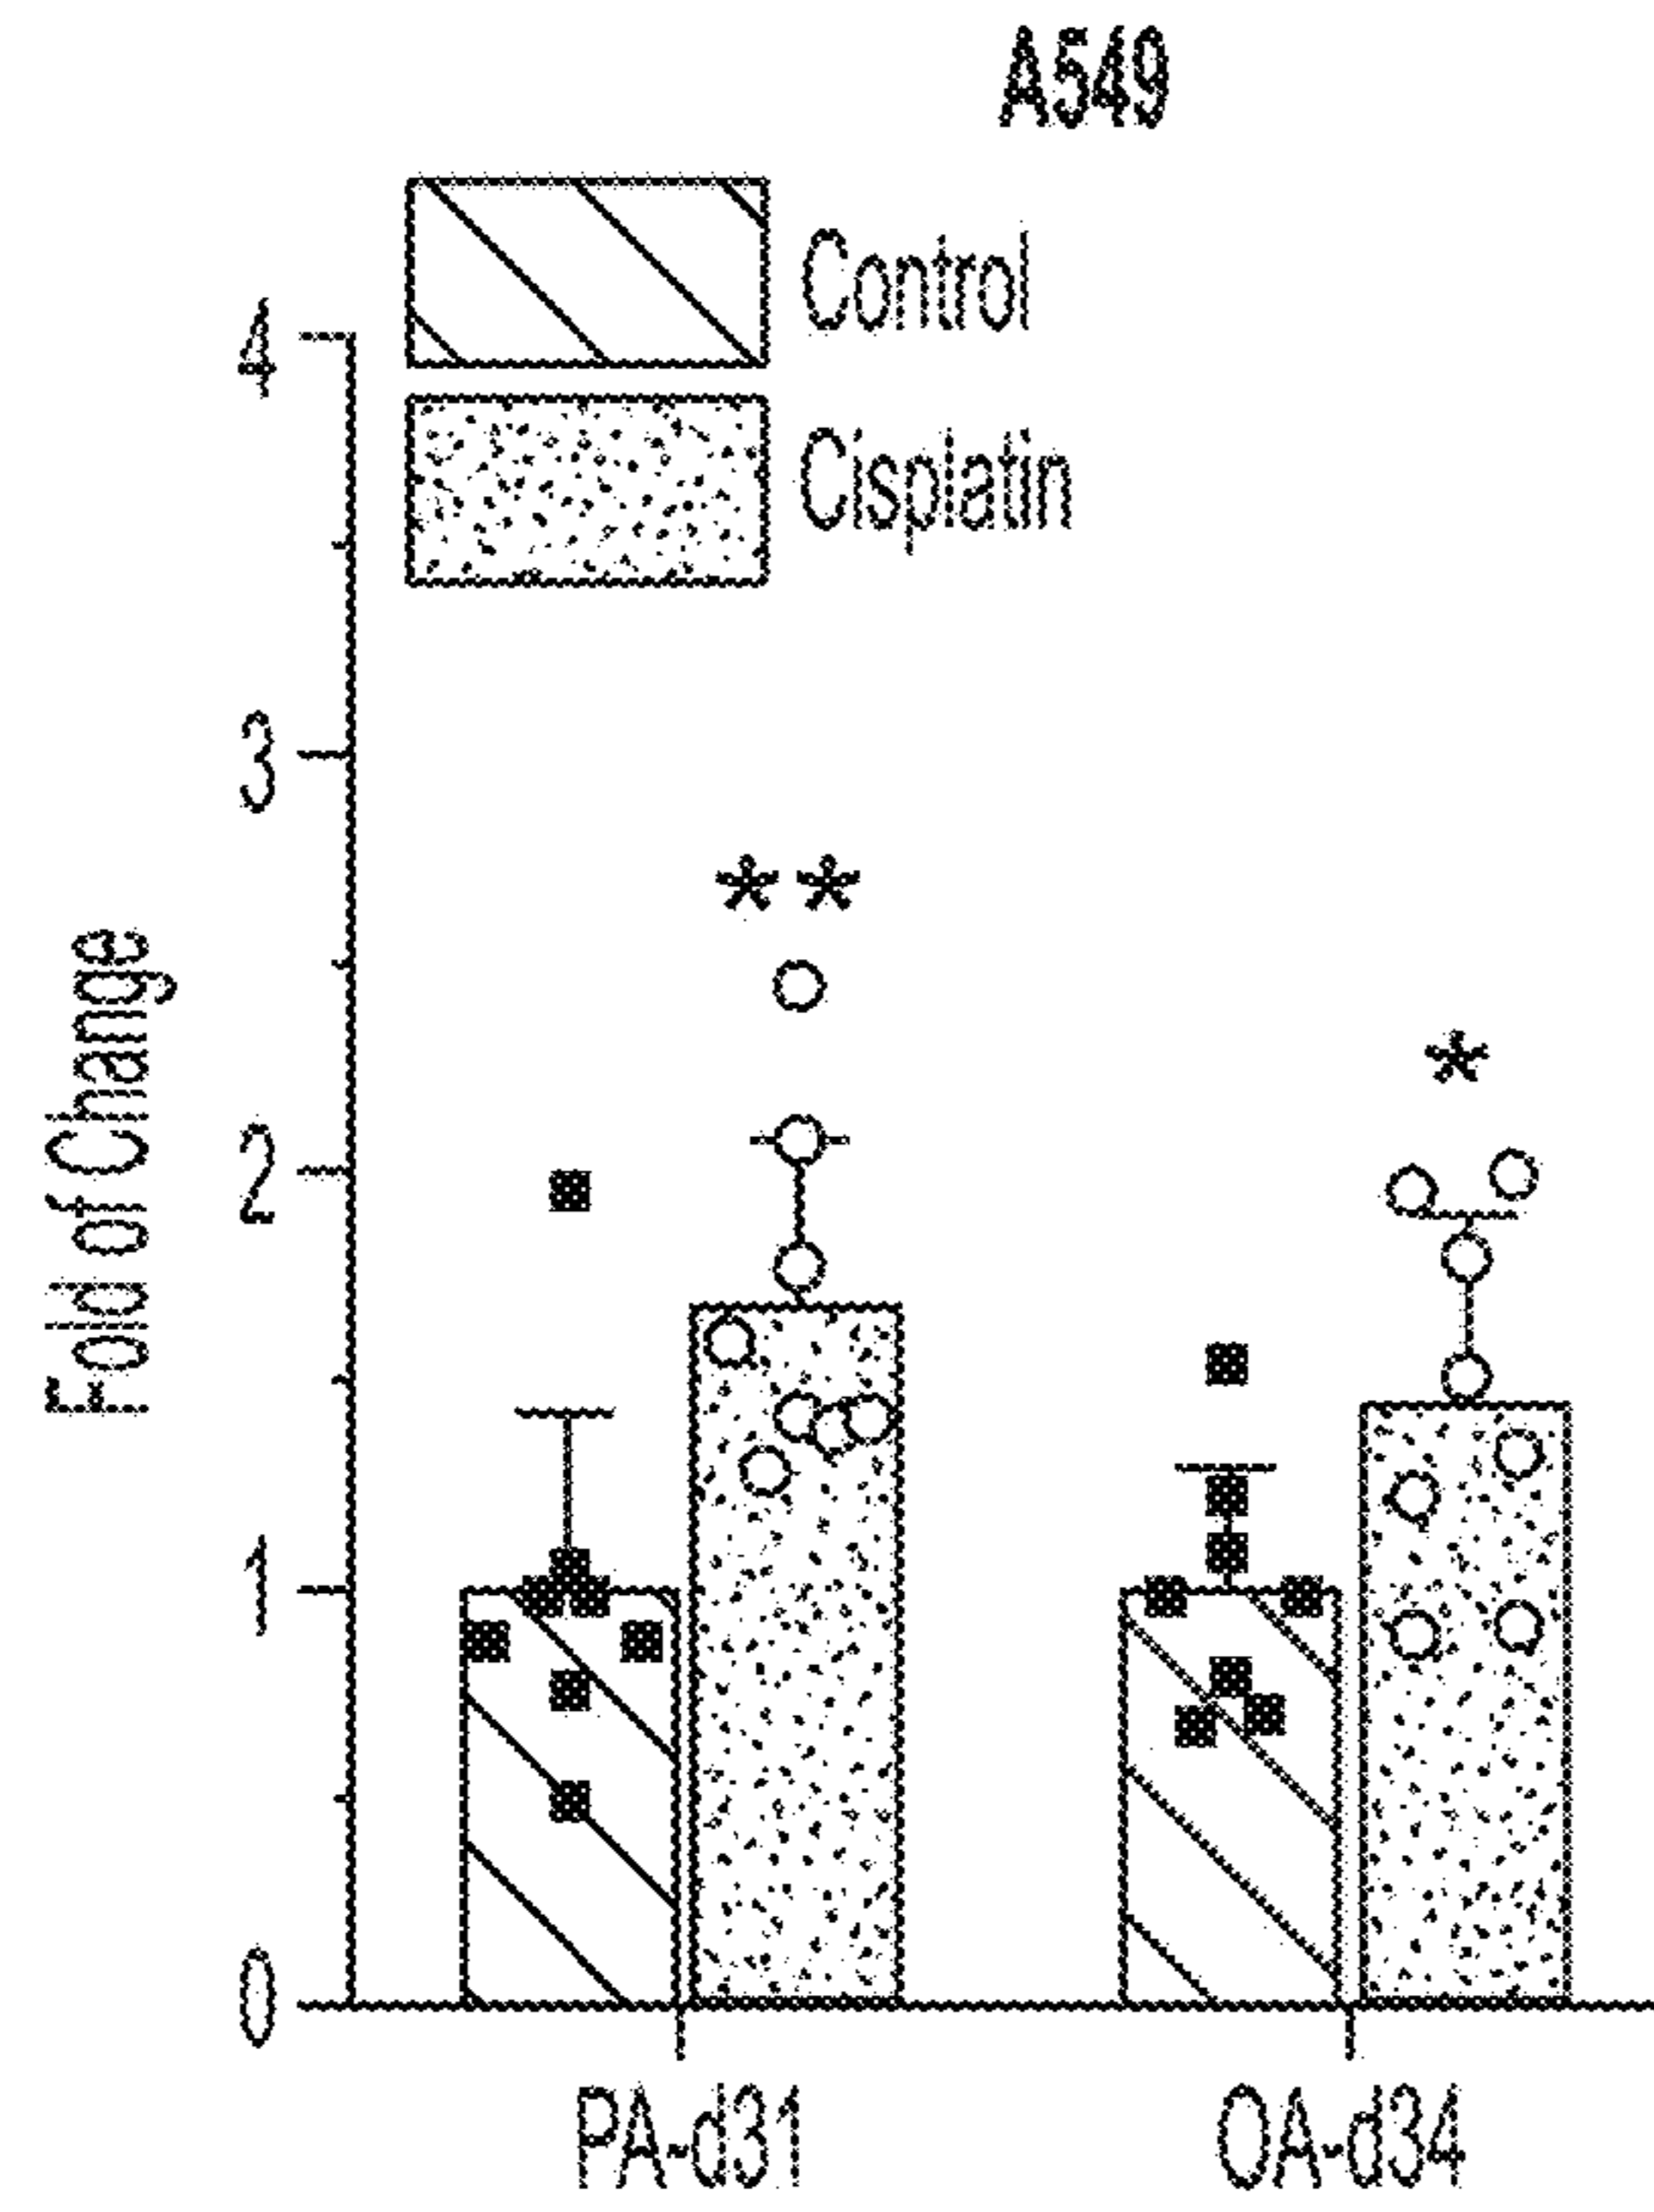 A549
Control
Cisplatin
Fold of Change
4
3
2
1
0
**
*
PA-d31
OA-d34